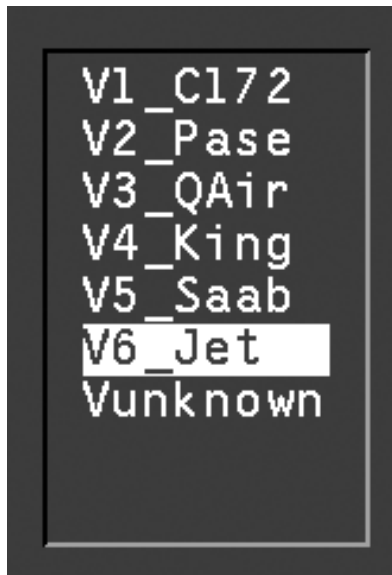 V1_C172
V2_Pase
V3_QAir
V4_King
V5_Saab
V6_Jet
Vunknown